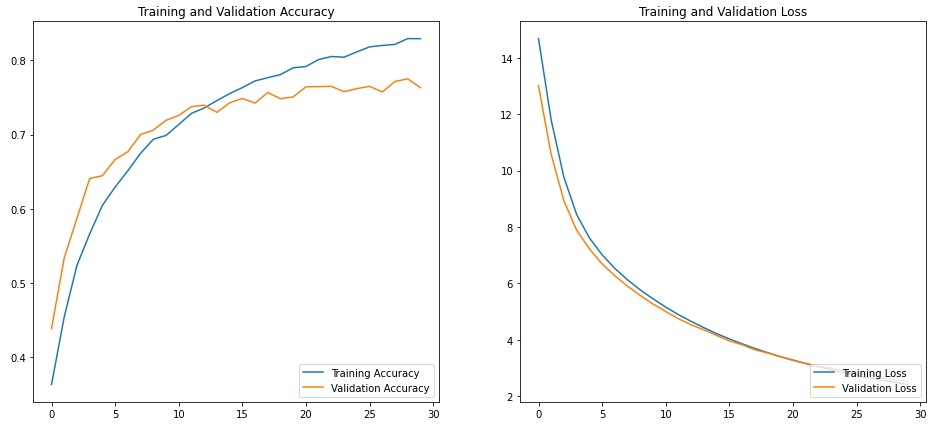 Training and Validation Accuracy
0.8
0.7
0.6
0.5
0.4
0 5 10 15 20 25 30
Training Accuracy
Validation Accuracy
Training and Validation Loss
14
12
10
8
6
4
2
0 5 10 15 20 25 30
Training Loss
Validation Loss